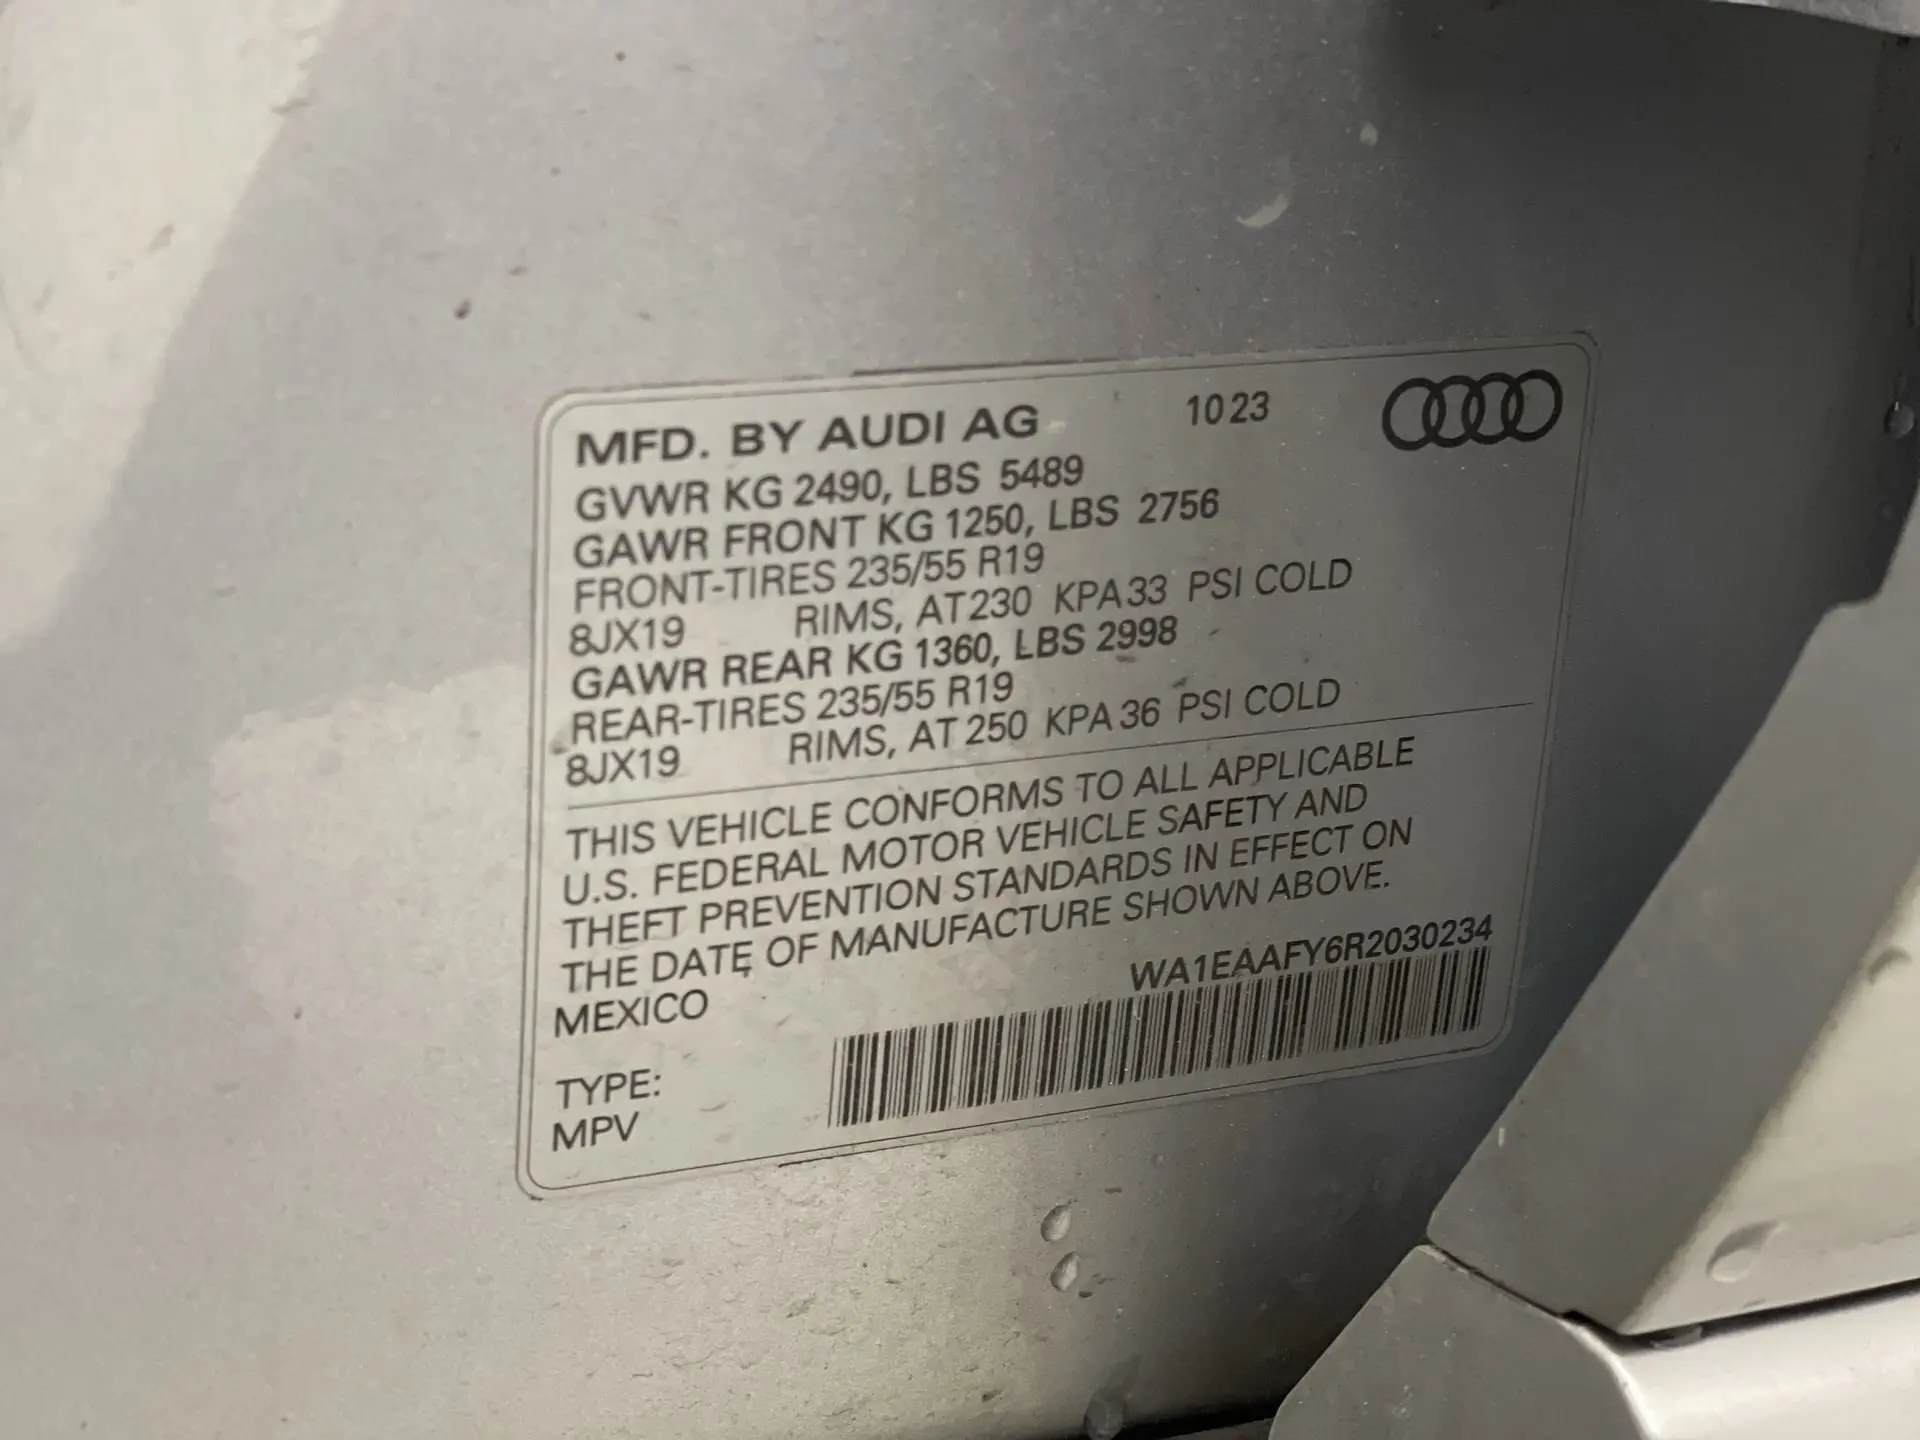 MFD. BY AUDI AG 10 23
GVWR KG 2490, LBS 5489
GAWR FRONT KG 1250, LBS 2756
FRONT-TIRES 235/55 R19
8JX19 RIMS, AT 230 KPA 33 PSI COLD
GAWR REAR KG 1360, LBS 2998
REAR-TIRES 235/55 R19
8JX19 RIMS, AT 250 KPA 36 PSI COLD
THIS VEHICLE CONFORMS TO ALL APPLICABLE
U.S. FEDERAL MOTOR VEHICLE SAFETY AND
THEFT PREVENTION STANDARDS IN EFFECT ON
THE DATE OF MANUFACTURE SHOWN ABOVE.
WA1EAAFY6R2030234
MEXICO
TYPE:
MPV